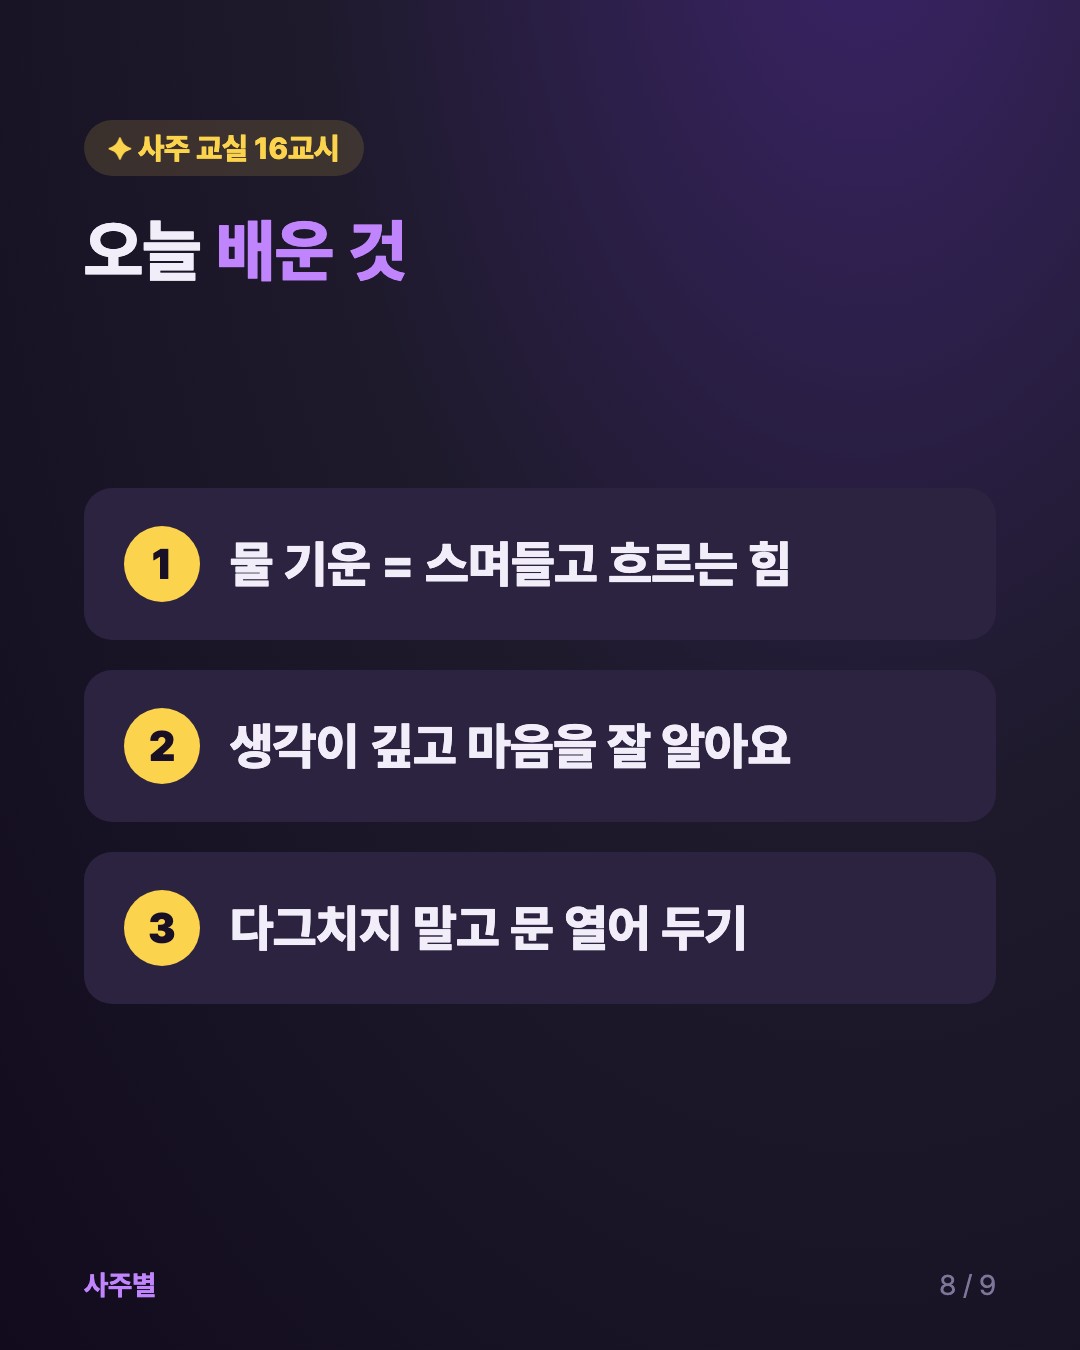 ✦ 사주 교실 16교시
오늘 배운 것
1 물 기운 = 스며들고 흐르는 힘
2 생각이 깊고 마음을 잘 알아요
3 다그치지 말고 문 열어 두기
사주별
8 / 9